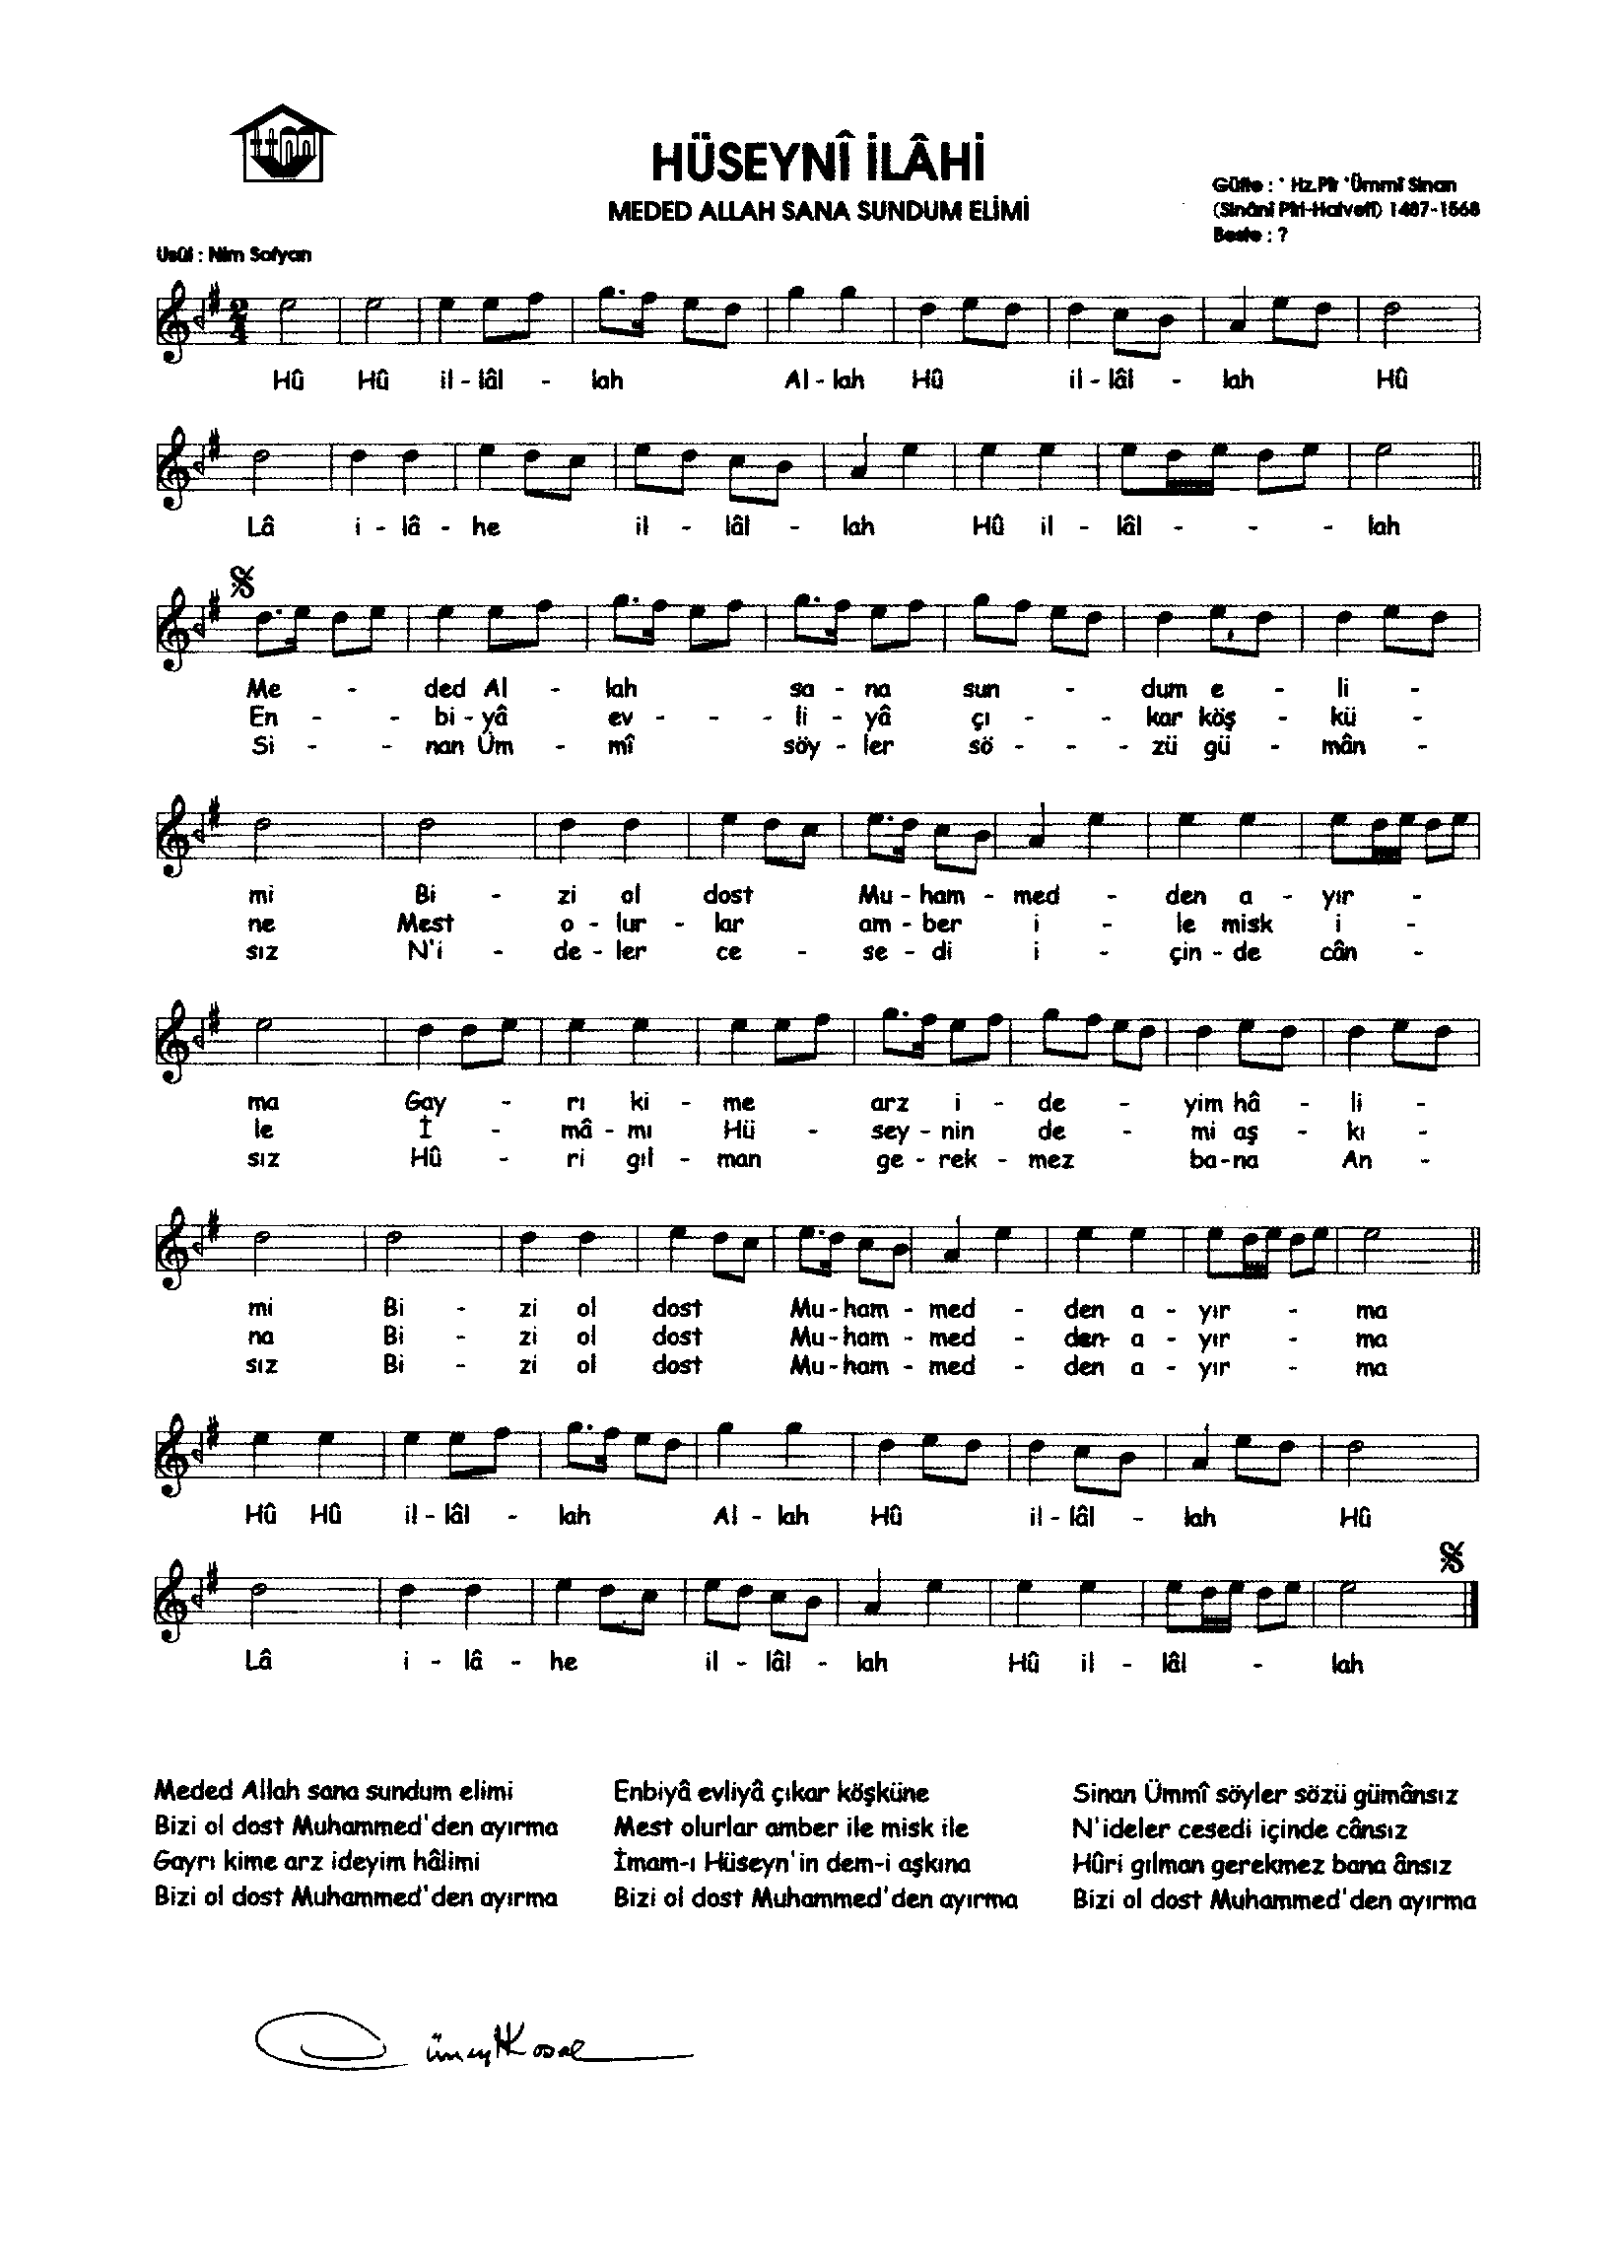 HÜSEYNÎ İLÂHİ
MEDED ALLAH SANA SUNDUM ELİMİ
Güfte : Hz.Pîr Ümmî Sinan
(Sinânî Pîri-Halvetî) 1487-1568
Beste : ?
Usûl : Nim Sofyan
Hû Hû il - lâl - lah Al - lah Hû il - lâl - lah Hû
Lâ i - lâ - he il - lâl - lah Hû il - lâl - - - lah
Me - ded Al - lah sa - na sun - dum e - li -
En - - bi - yâ ev - - - li - yâ çı - - kar köş - kü -
Si - - nan Üm - mî söy - ler sö - - - zü gü - mân -
mi Bi - zi ol dost Mu - ham - med - den a - yır -
ne Mest o - lur - lar am - ber i - le misk i -
sız N'i - de - ler ce - se - di i - çin - de cân -
ma Gay - rı ki - me arz i - de - yim hâ - li -
le İ - mâ - mı Hü - sey - nin de - mi aş - kı -
sız Hû - ri gıl - man ge - rek - mez ba - na An -
mi Bi - zi ol dost Mu - ham - med - den a - yır - ma
na Bi - zi ol dost Mu - ham - med - den a - yır - ma
sız Bi - zi ol dost Mu - ham - med - den a - yır - ma
Hû Hû il - lâl - lah Al - lah Hû il - lâl - lah Hû
Lâ i - lâ - he il - lâl - lah Hû il - lâl - lah
Meded Allah sana sundum elimi
Bizi ol dost Muhammed'den ayırma
Gayrı kime arz ideyim hâlimi
Bizi ol dost Muhammed'den ayırma
Enbiyâ evliyâ çıkar köşküne
Mest olurlar amber ile misk ile
İmam-ı Hüseyn'in dem-i aşkına
Bizi ol dost Muhammed'den ayırma
Sinan Ümmî söyler sözü gümânsız
N'ideler cesedi içinde cânsız
Hûri gılman gerekmez bana ânsız
Bizi ol dost Muhammed'den ayırma
Cüneyt Kosal